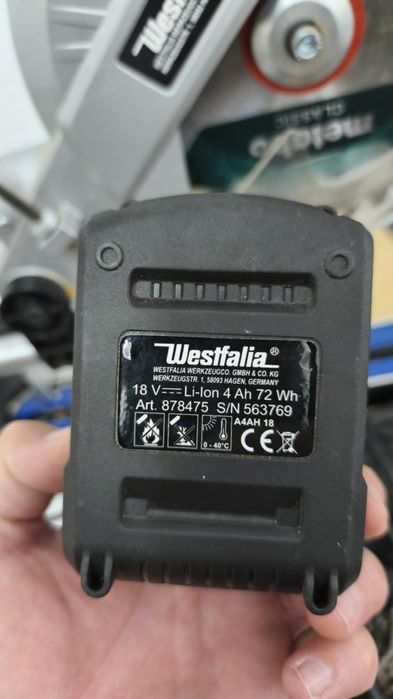 Westfalia
metabo
CLASSIC
Westfalia®
WESTFALIA WERKZEUGCO. GMBH & CO. KG
WERKZEUGSTR. 1, 58093 HAGEN, GERMANY
18 V Li-Ion 4 Ah 72 Wh
Art. 878475 S/N 563769
A4AH 18
0 - 40°C
CE